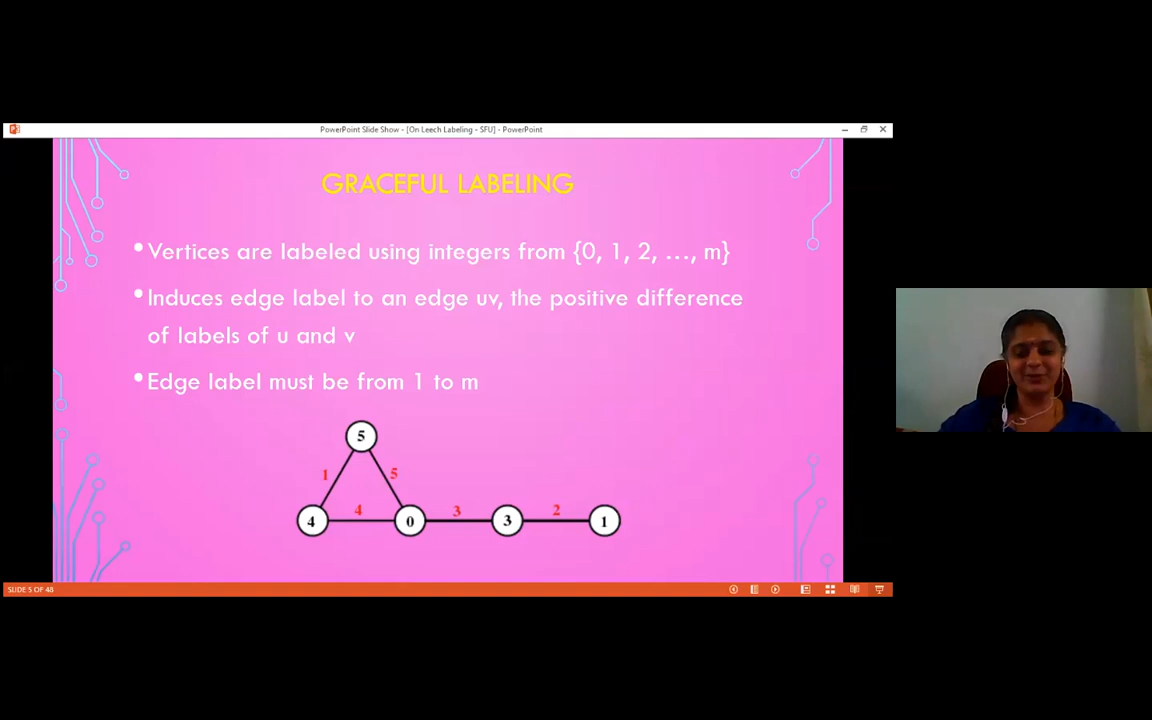 PowerPoint Slide Show - [On Leech Labeling - SFU] - PowerPoint
GRACEFUL LABELING
•Vertices are labeled using integers from {0, 1, 2, ..., m}
•Induces edge label to an edge uv, the positive difference
of labels of u and v
•Edge label must be from 1 to m
5
1 5
4 3 2
4 0 3 1
SLIDE 5 OF 48